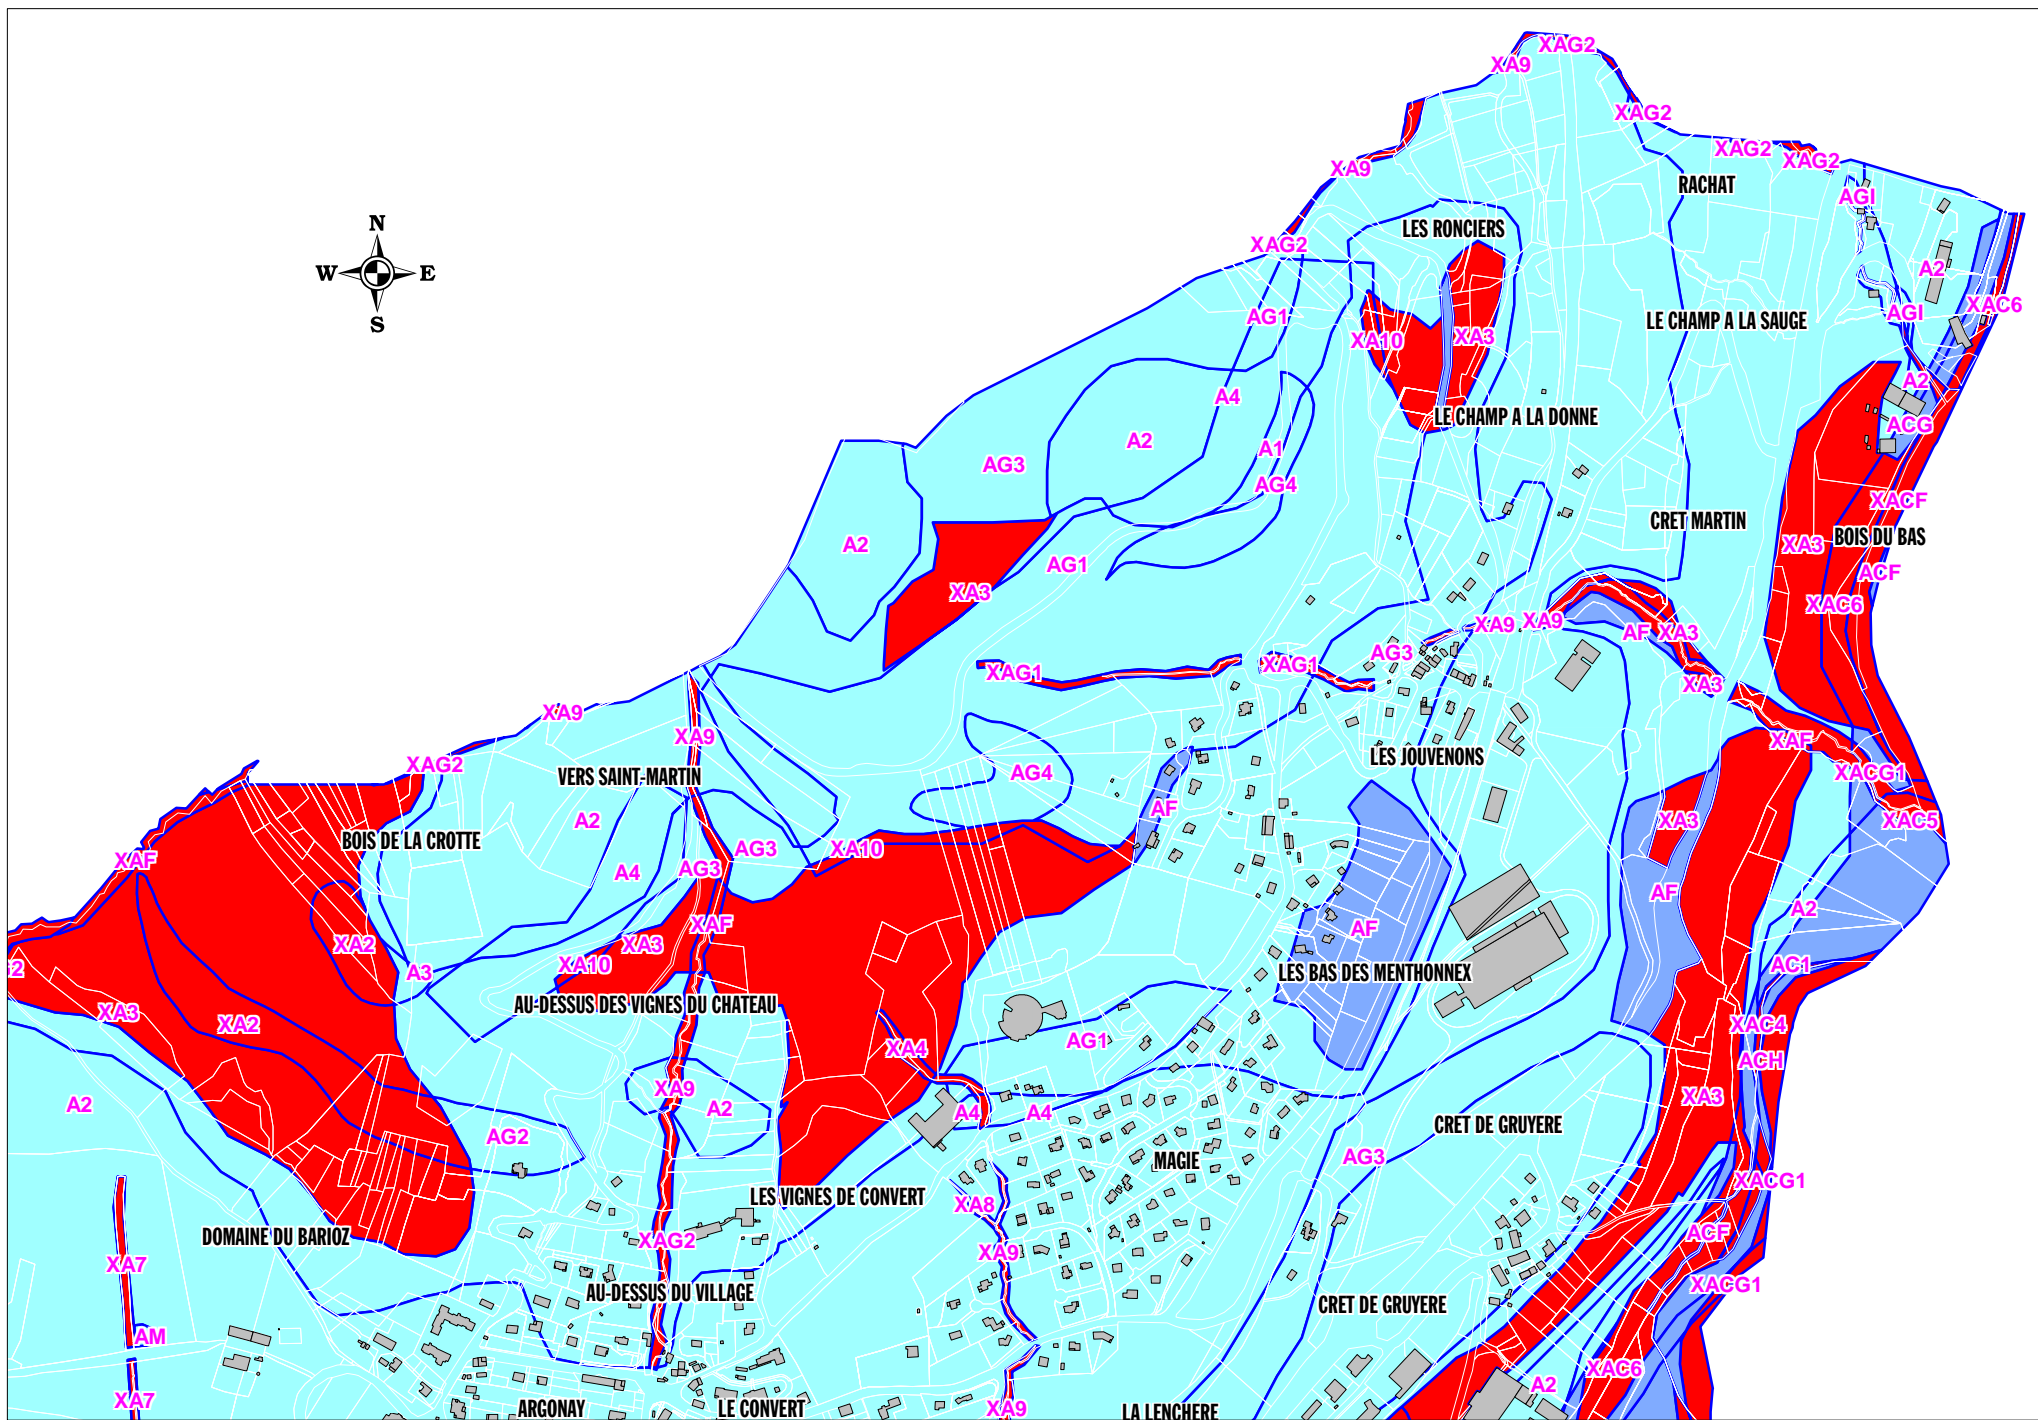 XAG2
XA9
XAG2
XAG2
XAG2
XA9
RACHAT
AGI
N
LES RONCIERS
XAG2
W
E
A2
S
XAC6
AG1
AGI
LE CHAMP A LA SAUGE
XA10
XA3
A2
A4
LE CHAMP A LA DONNE
ACG
A2
A1
AG3
AG4
XACF
CRET MARTIN
BOIS DU BAS
A2
XA3
AG1
ACF
XA3
XAC6
XA9
XA9
AF
XA3
AG3
XAG1
XAG1
XA3
XA9
XA9
XAF
LES JOUVENONS
XAG2
VERS SAINT-MARTIN
AG4
XACG1
AF
A2
XA3
XAC5
BOIS DE LA CROTTE
AG3
XA10
XAF
AG3
A4
AF
A2
XAF
AF
XA2
XA3
XA10
A3
LES BAS DES MENTHONNEX
AC1
AU-DESSUS DES VIGNES DU CHATEAU
XA3
XA2
XAC4
AG1
XA4
ACH
XA9
XA3
A2
A2
A4
A4
CRET DE GRUYERE
AG2
AG3
MAGIE
XACG1
LES VIGNES DE CONVERT
XA8
DOMAINE DU BARIOZ
XAG2
ACF
XA9
XA7
XACG1
AU-DESSUS DU VILLAGE
CRET DE GRUYERE
AM
XAC6
A2
XA7
ARGONAY
LE CONVERT
XA9
LA LENCHERE